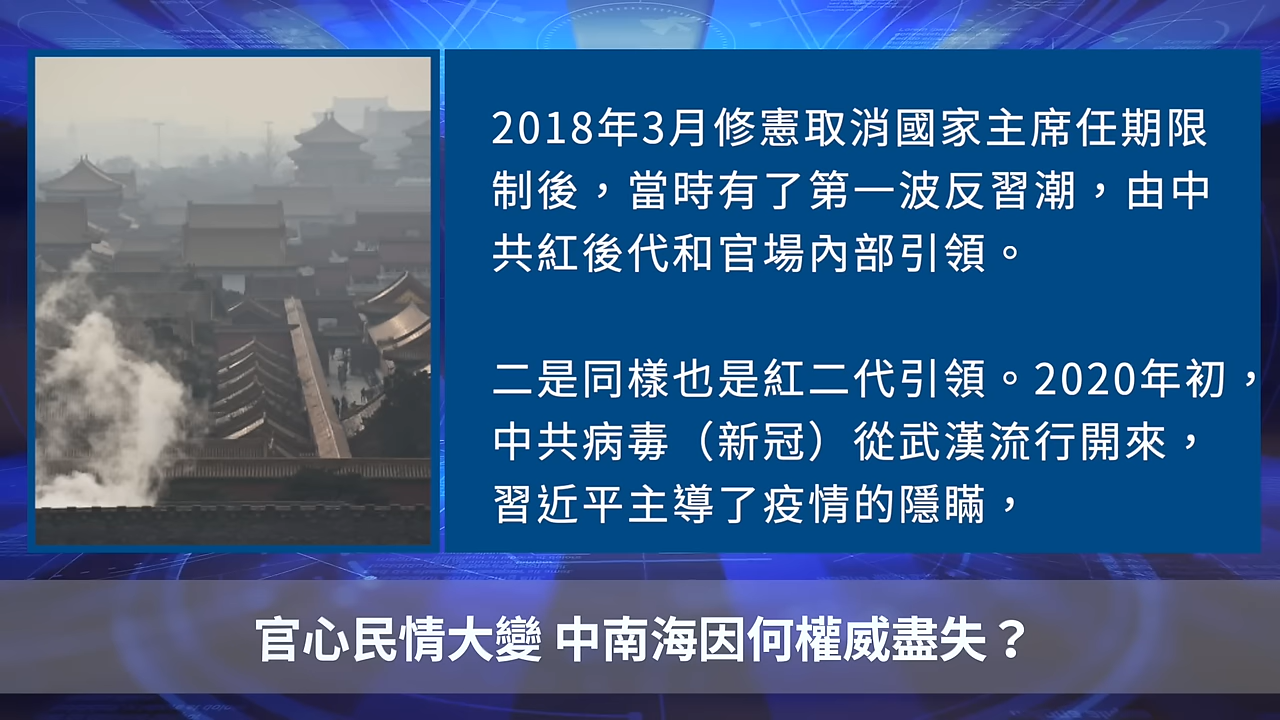 2018年3月修憲取消國家主席任期限
制後，當時有了第一波反習潮，由中
共紅後代和官場內部引領。
二是同樣也是紅二代引領。2020年初，
中共病毒（新冠）從武漢流行開來，
習近平主導了疫情的隱瞞，
官心民情大變 中南海因何權威盡失？